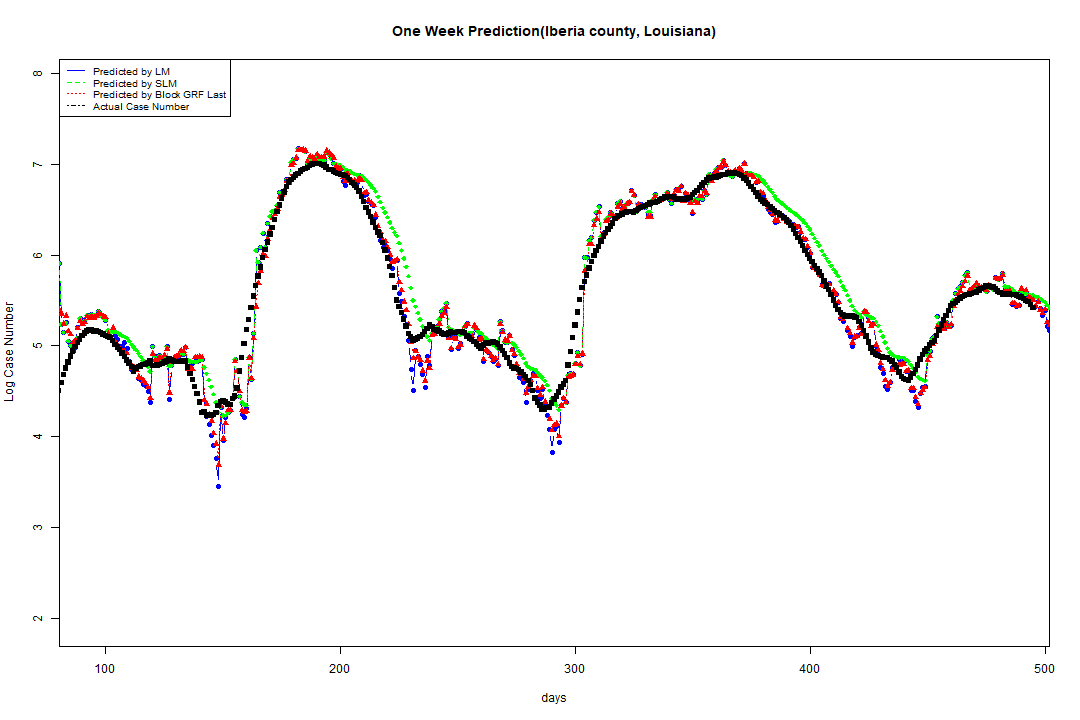 One Week Prediction(Iberia county, Louisiana)
Predicted by LM
Predicted by SLM
Predicted by Block GRF Last
Actual Case Number
8
7
6
5
4
3
2
Log Case Number
100 200 300 400 500
days